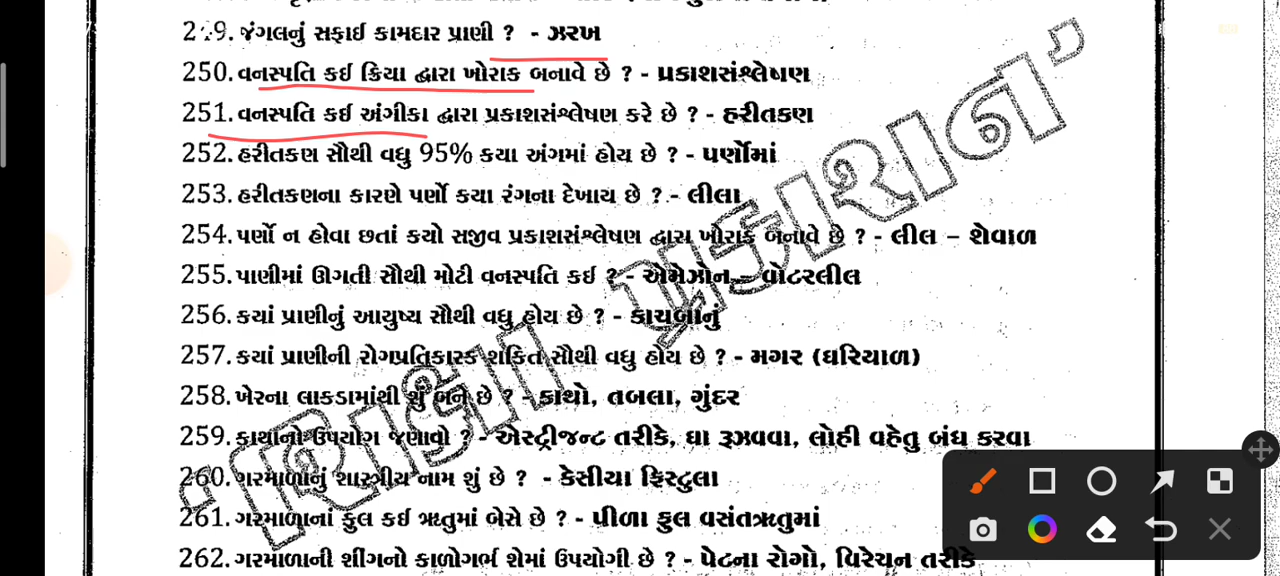 249. જંગલનું સફાઈ કામદાર પ્રાણી ? - ઝરખ
250. વનસ્પતિ કઈ ક્રિયા દ્વારા ખોરાક બનાવે છે ? - પ્રકાશસંશ્લેષણ
251. વનસ્પતિ કઈ અંગીકા દ્વારા પ્રકાશસંશ્લેષણ કરે છે ? - હરીતકણ
252. હરીતકણ સૌથી વધુ 95% કયા અંગમાં હોય છે ? - પર્ણોમાં
253. હરીતકણના કારણે પર્ણો કયા રંગના દેખાય છે ? - લીલા
254. પર્ણો ન હોવા છતાં કયો સજીવ પ્રકાશસંશ્લેષણ દ્વારા ખોરાક બનાવે છે ? - લીલ – શેવાળ
255. પાણીમાં ઊગતી સૌથી મોટી વનસ્પતિ કઈ ? - એમેઝોન – વોટરલીલ
256. કયાં પ્રાણીનું આયુષ્ય સૌથી વધુ હોય છે ? - કાચબાનું
257. કયાં પ્રાણીની રોગપ્રતિકારક શકિત સૌથી વધુ હોય છે ? - મગર (ઘરિયાળ)
258. ખેરના લાકડામાંથી શું બને છે ? - કાથો, તબલા, ગુંદર
259. કાથાનો ઉપયોગ જણાવો ? - એસ્ટ્રીજન્ટ તરીકે, ઘા રૂઝવવા, લોહી વહેતુ બંધ કરવા
260. ગરમાળાનું શાસ્ત્રીય નામ શું છે ? - કેસીયા ફિસ્ટુલા
261. ગરમાળાનાં ફુલ કઈ ઋતુમાં બેસે છે ? - પીળા ફુલ વસંતઋતુમાં
262. ગરમાળાની શીગનો કાળોગર્ભ શેમાં ઉપયોગી છે ? - પેટના રોગો, વિરેચન તરીકે